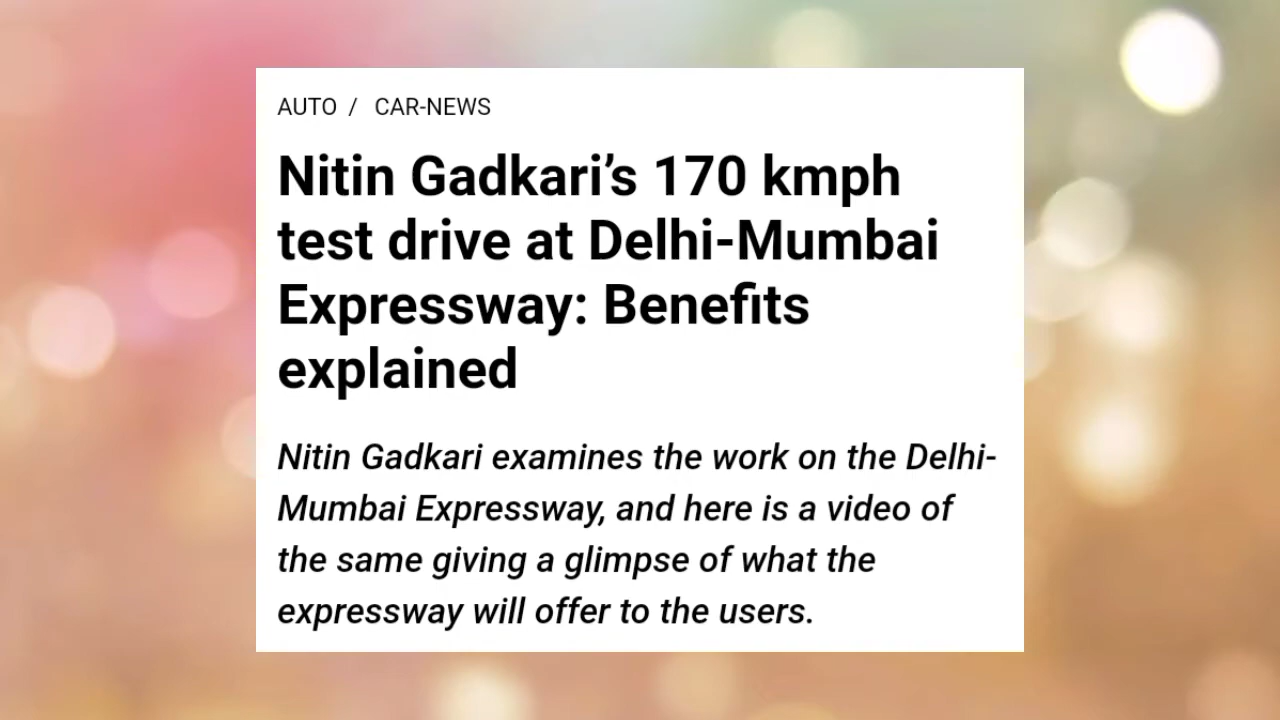 AUTO / CAR-NEWS
Nitin Gadkari’s 170 kmph
test drive at Delhi-Mumbai
Expressway: Benefits
explained
Nitin Gadkari examines the work on the Delhi-
Mumbai Expressway, and here is a video of
the same giving a glimpse of what the
expressway will offer to the users.